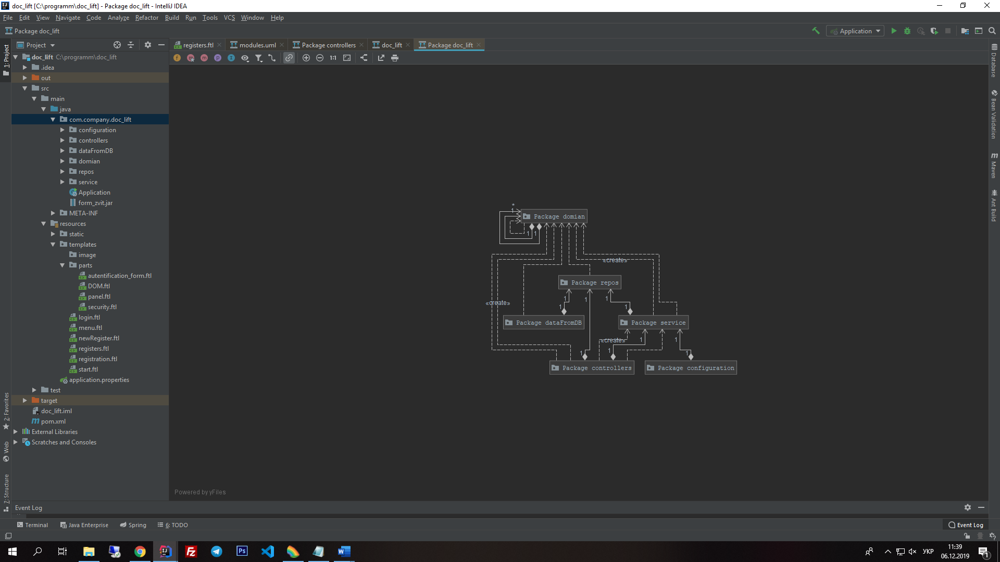 doc_lift [C:\programm\doc_lift] - Package doc_lift - IntelliJ IDEA
File Edit View Navigate Code Analyze Refactor Build Run Tools VCS Window Help
Package doc_lift
Application
1: Project
Project
registers.ftl
modules.uml
Package controllers
doc_lift
Package doc_lift
1:1
doc_lift C:\programm\doc_lift
.idea
out
src
main
java
com.company.doc_lift
configuration
controllers
dataFromDB
domian
repos
service
Application
form_zvit.jar
META-INF
resources
static
templates
image
parts
autentification_form.ftl
DOM.ftl
panel.ftl
security.ftl
login.ftl
menu.ftl
newRegister.ftl
registers.ftl
registration.ftl
start.ftl
application.properties
test
target
doc_lift.iml
pom.xml
External Libraries
Scratches and Consoles
2: Favorites
Web
7: Structure
Database
Bean Validation
Maven
Ant Build
*
1
Package domian
1 1
«create»
Package repos
1 1 1
1 1
«create»
Package dataFromDB
Package service
«create» 1 1
1 1 1
Package controllers
Package configuration
Powered by yFiles
Event Log
Terminal
Java Enterprise
Spring
6: TODO
Event Log
УКР
11:39
06.12.2019
1